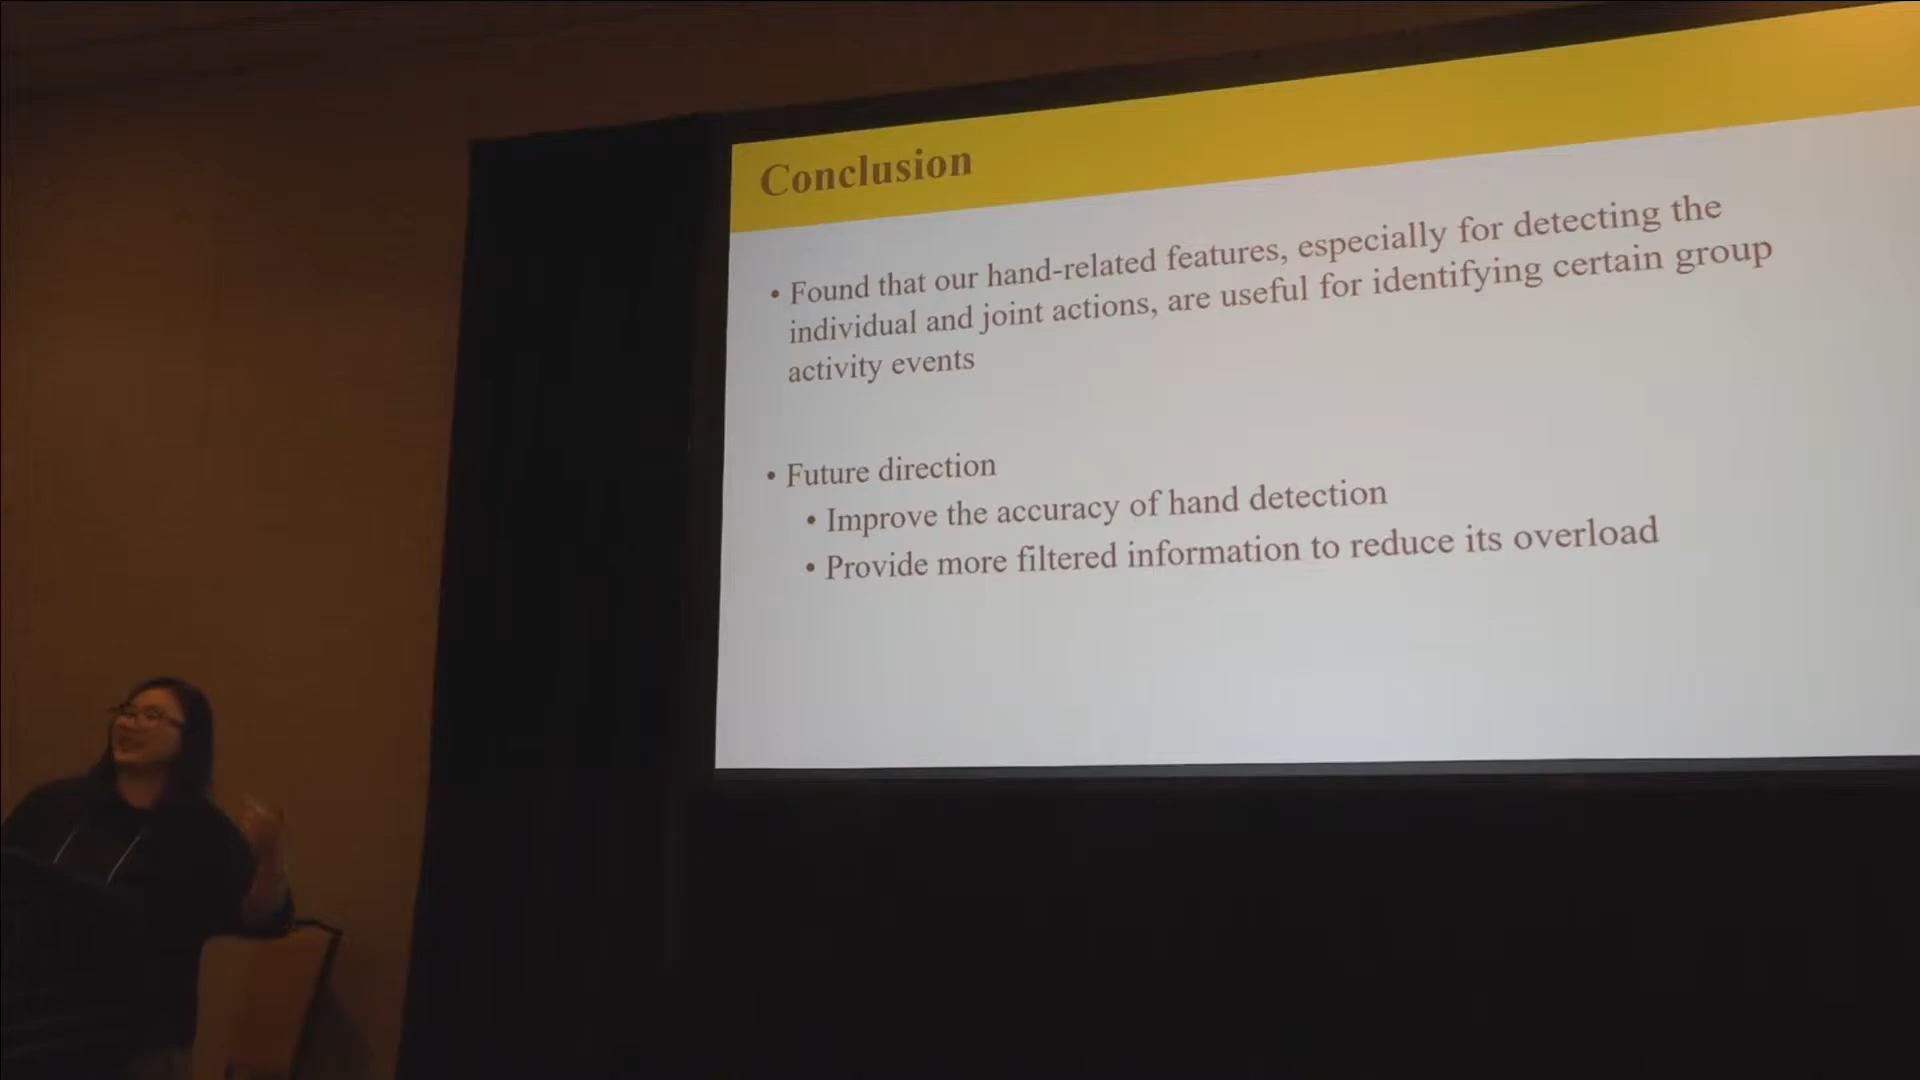 Conclusion
• Found that our hand-related features, especially for detecting the
individual and joint actions, are useful for identifying certain group
activity events
• Future direction
• Improve the accuracy of hand detection
• Provide more filtered information to reduce its overload